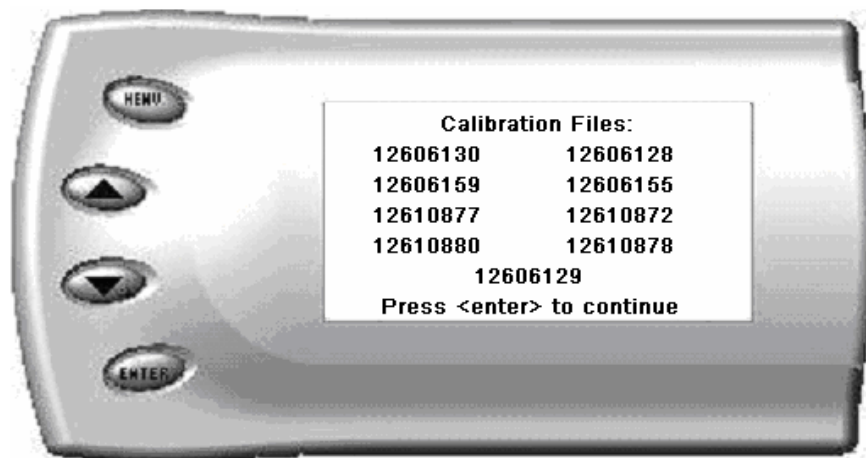 MENU
Calibration Files:
12606130 12606128
12606159 12606155
12610877 12610872
12610880 12610878
12606129
Press <enter> to continue
ENTER